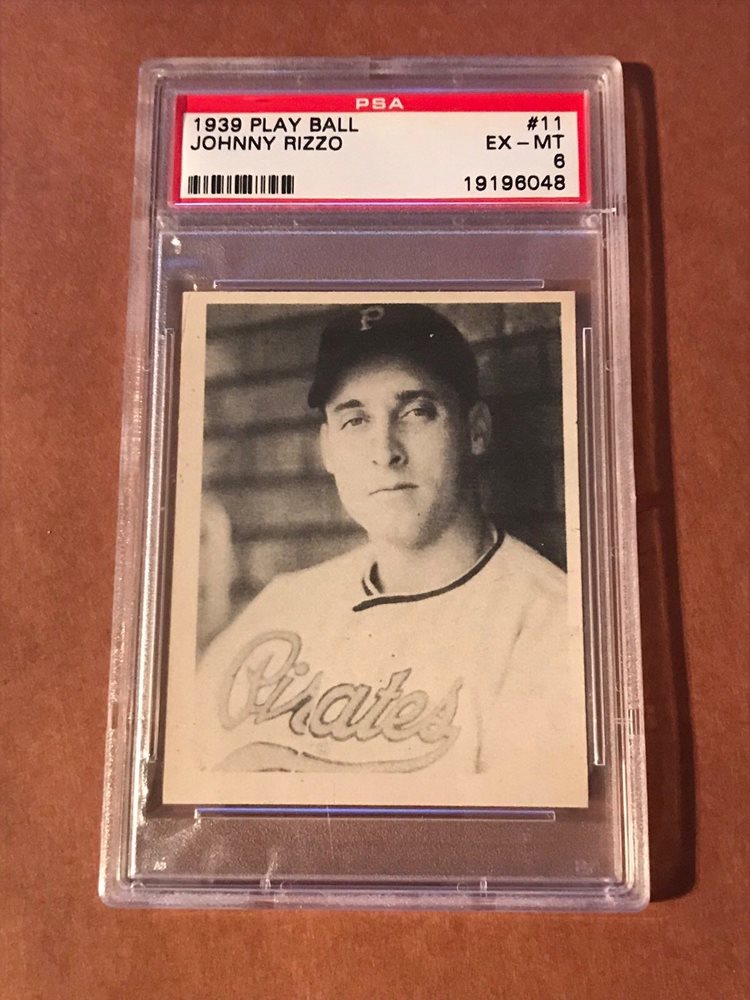 PSA
1939 PLAY BALL #11
JOHNNY RIZZO EX-MT
6
19196048
P
Pirates